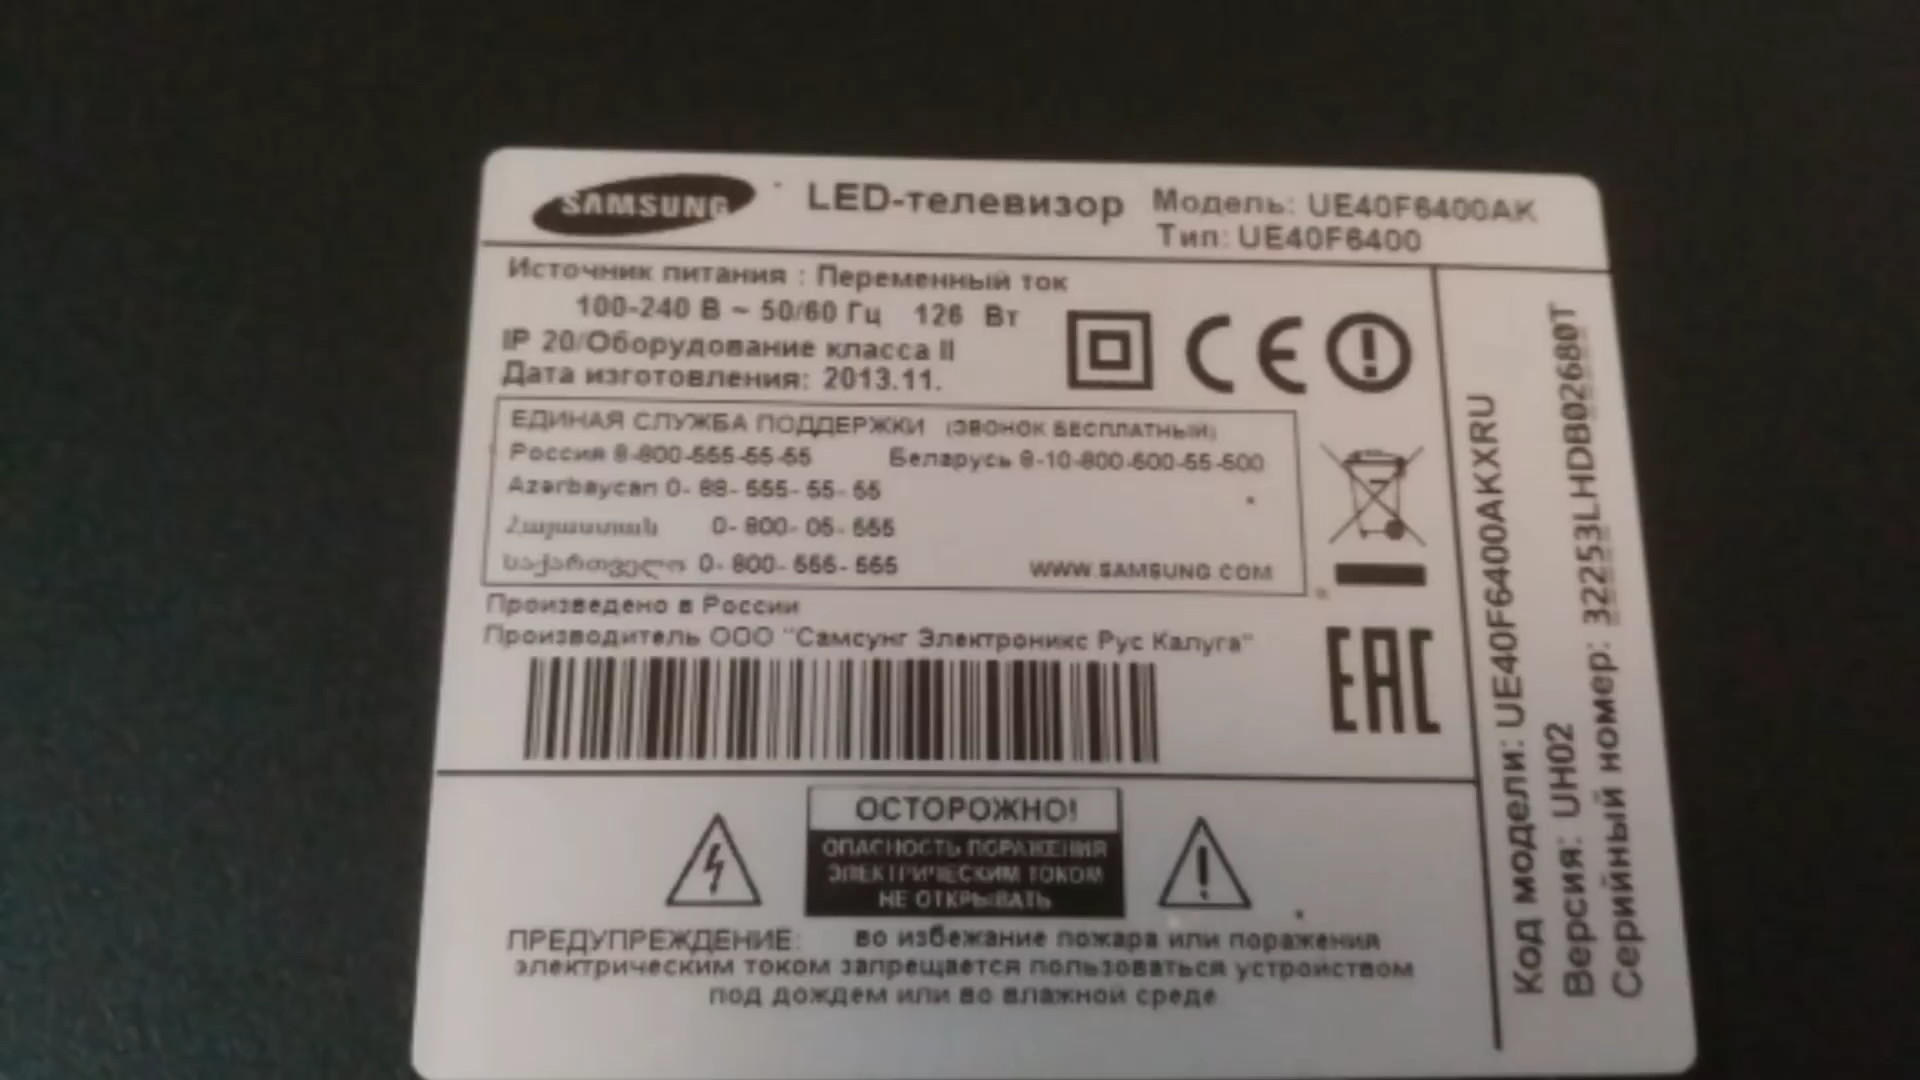 SAMSUNG
LED-телевизор
Модель: UE40F6400AK
Тип: UE40F6400
Источник питания : Переменный ток
100-240 В ~ 50/60 Гц 126 Вт
IP 20/Оборудование класса II
Дата изготовления: 2013.11.
CE
ЕДИНАЯ СЛУЖБА ПОДДЕРЖКИ (ЗВОНОК БЕСПЛАТНЫЙ)
Россия 8-800-555-55-55 Беларусь 8-10-800-500-55-500
Azərbaycan 0- 88- 555- 55- 55
Հայաստան 0- 800- 05- 555
საქართველო 0- 800- 555- 555 WWW.SAMSUNG.COM
Произведено в России
Производитель ООО "Самсунг Электроникс Рус Калуга"
EAC
ОСТОРОЖНО!
ОПАСНОСТЬ ПОРАЖЕНИЯ
ЭЛЕКТРИЧЕСКИМ ТОКОМ
НЕ ОТКРЫВАТЬ
ПРЕДУПРЕЖДЕНИЕ: во избежание пожара или поражения
электрическим током запрещается пользоваться устройством
под дождем или во влажной среде
Код модели: UE40F6400AKXRU
Версия: UH02
Серийный номер: 32253LHDB02680T